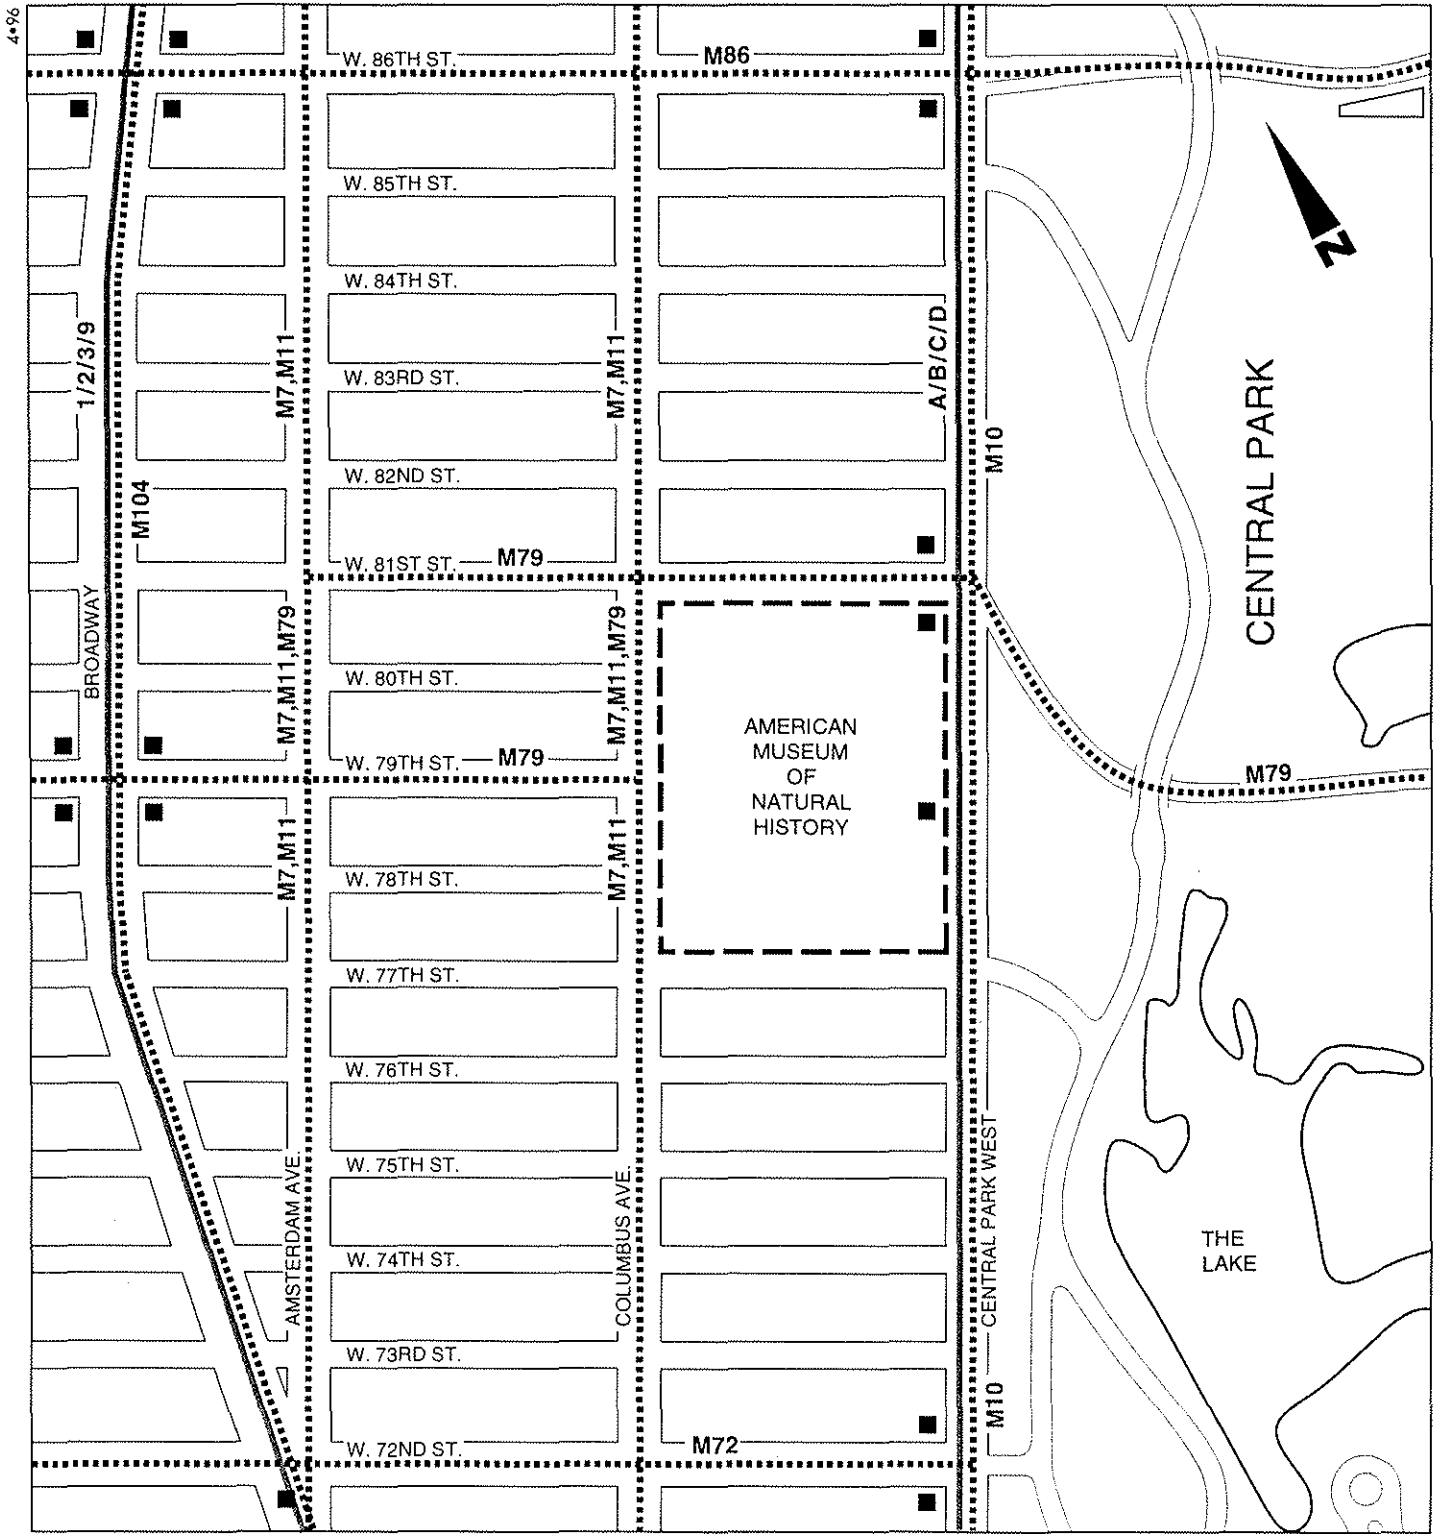 4•96
W. 86TH ST.
M86
W. 85TH ST.
W. 84TH ST.
1/2/3/9
M7,M11
M7,M11
A/B/C/D
W. 83RD ST.
M10
CENTRAL PARK
N
W. 82ND ST.
M104
W. 81ST ST.
M79
BROADWAY
M7,M11,M79
M7,M11,M79
W. 80TH ST.
AMERICAN
MUSEUM
OF
NATURAL
HISTORY
W. 79TH ST.
M79
M79
M7,M11
M7,M11
W. 78TH ST.
W. 77TH ST.
W. 76TH ST.
W. 75TH ST.
AMSTERDAM AVE.
COLUMBUS AVE.
CENTRAL PARK WEST
THE
LAKE
W. 74TH ST.
W. 73RD ST.
M10
W. 72ND ST.
M72